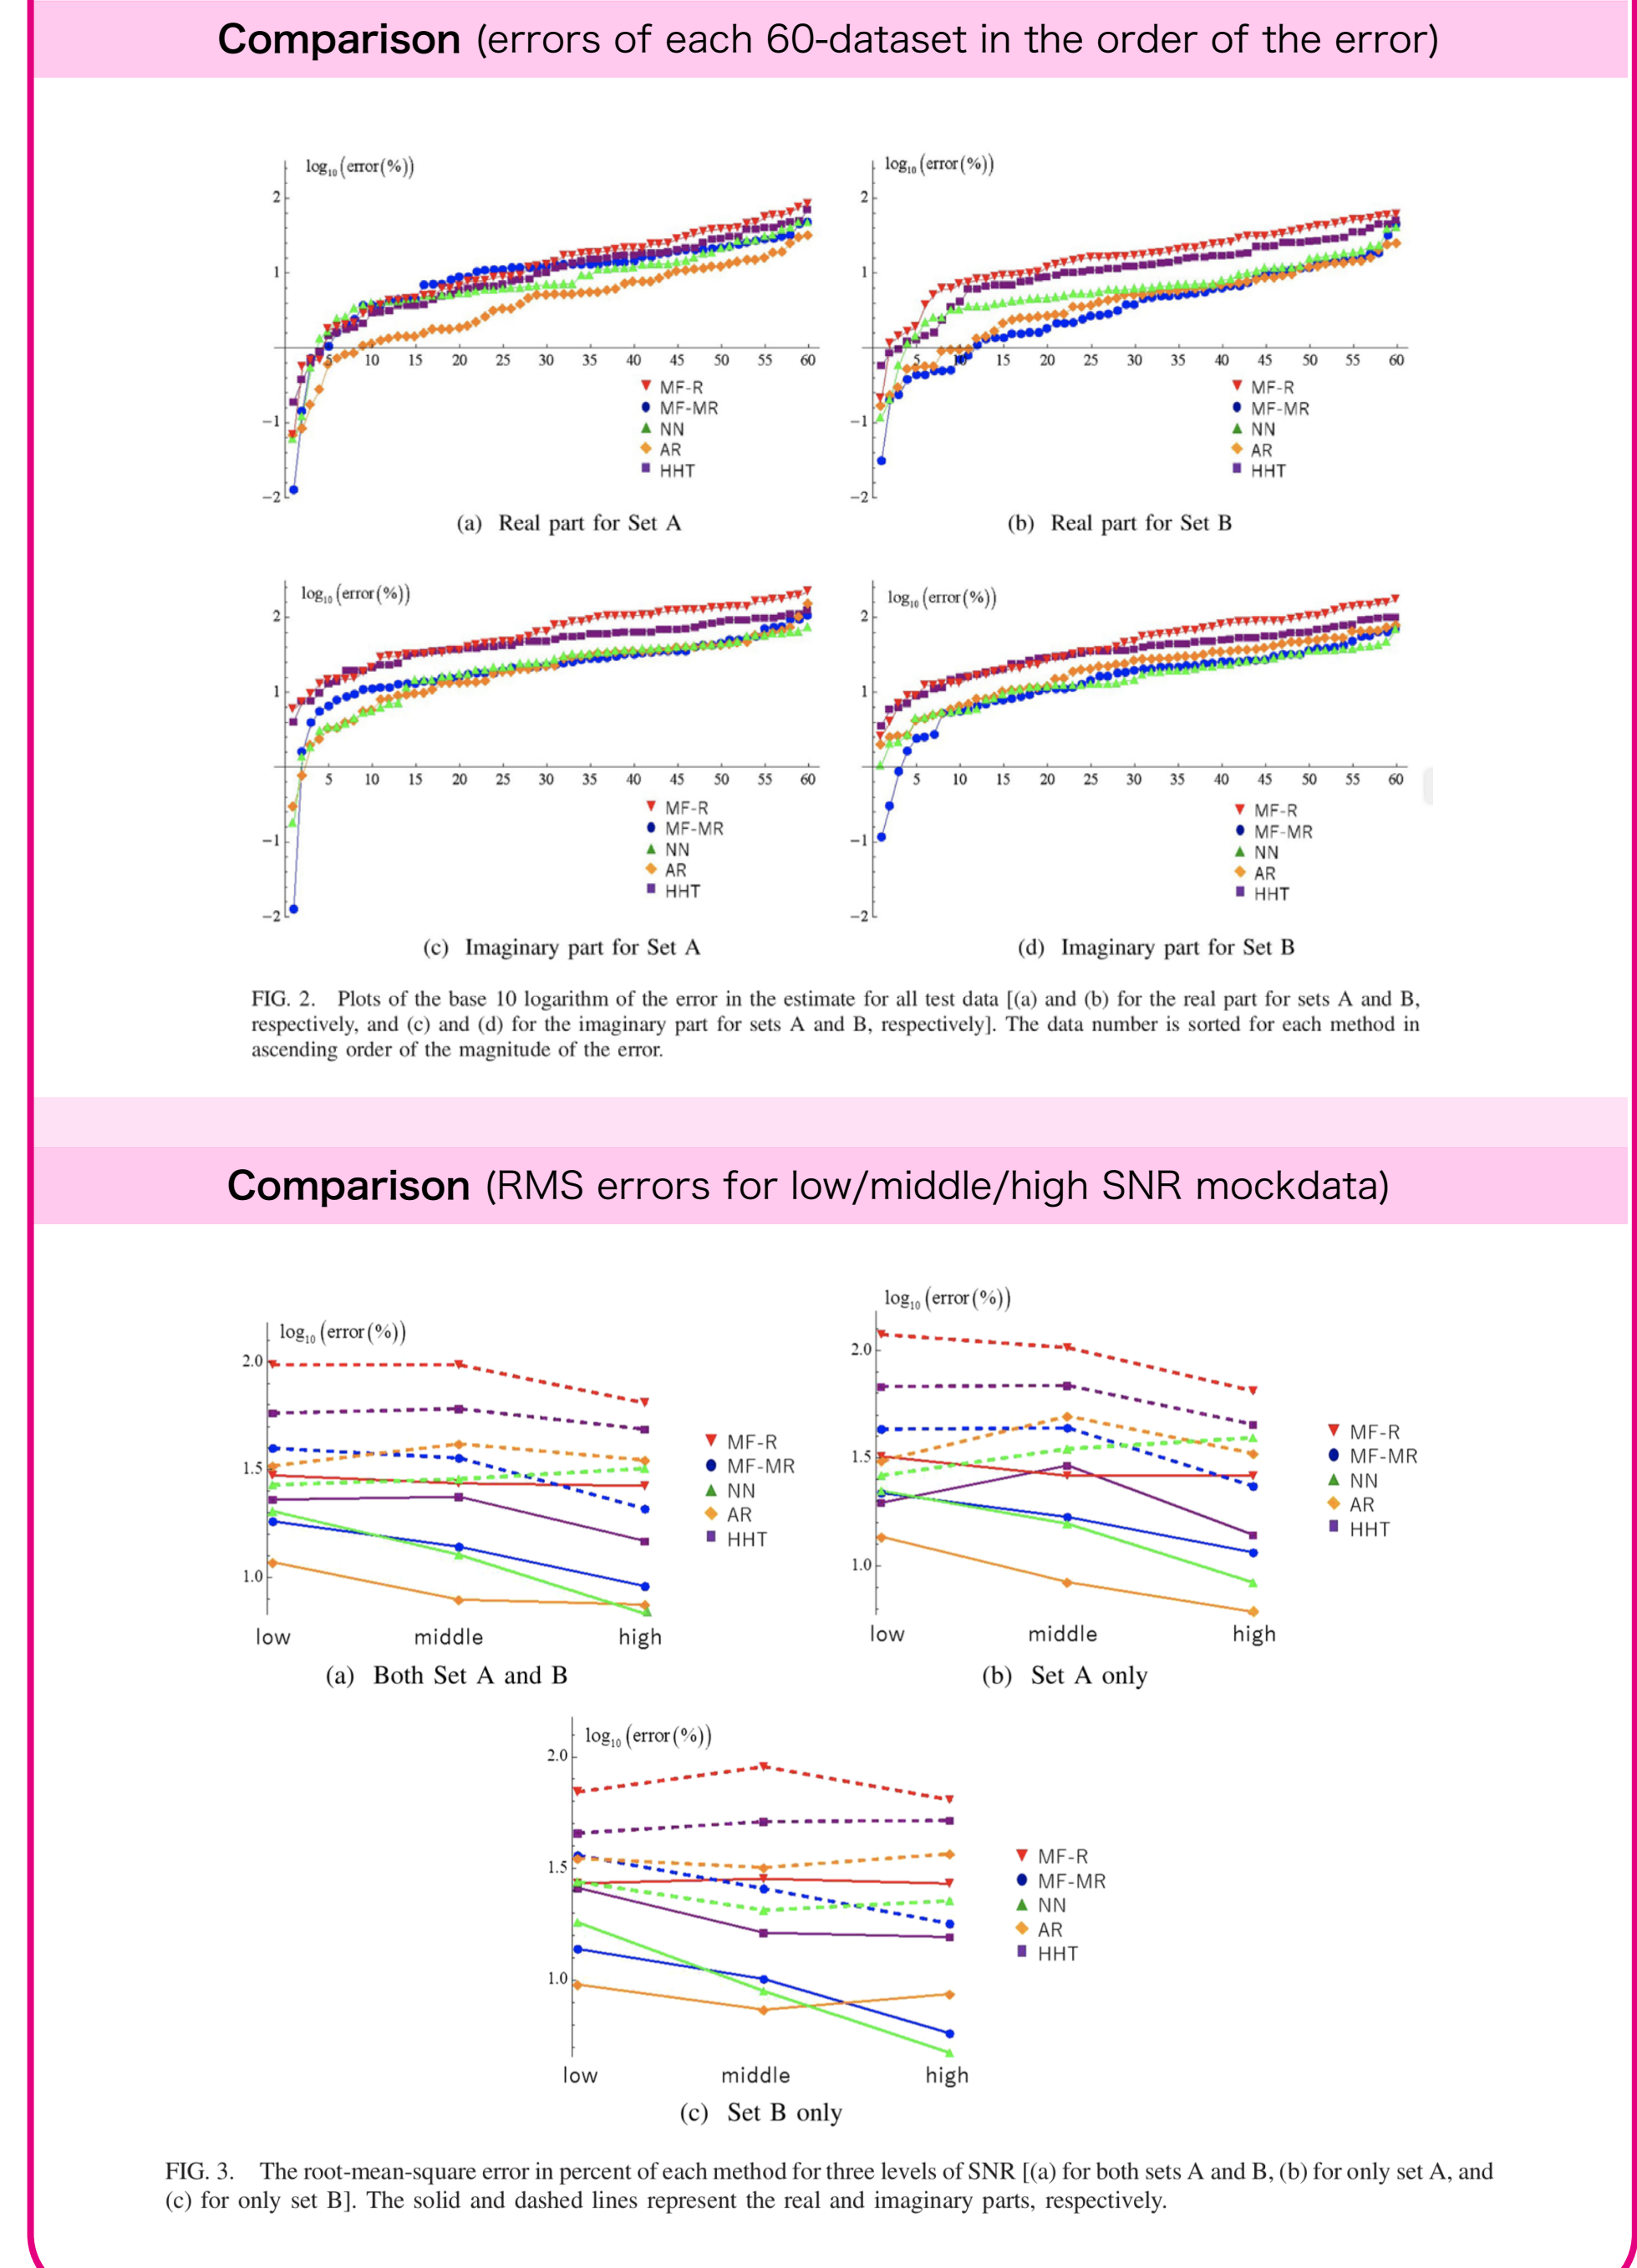 Comparison (errors of each 60-dataset in the order of the error)
log₁₀(error(%))
2
1
−1
−2
5 10 15 20 25 30 35 40 45 50 55 60
MF-R
MF-MR
NN
AR
HHT
(a) Real part for Set A
log₁₀(error(%))
2
1
−1
−2
5 10 15 20 25 30 35 40 45 50 55 60
MF-R
MF-MR
NN
AR
HHT
(b) Real part for Set B
log₁₀(error(%))
2
1
−1
−2
5 10 15 20 25 30 35 40 45 50 55 60
MF-R
MF-MR
NN
AR
HHT
(c) Imaginary part for Set A
log₁₀(error(%))
2
1
−1
−2
5 10 15 20 25 30 35 40 45 50 55 60
MF-R
MF-MR
NN
AR
HHT
(d) Imaginary part for Set B
FIG. 2. Plots of the base 10 logarithm of the error in the estimate for all test data [(a) and (b) for the real part for sets A and B,
respectively, and (c) and (d) for the imaginary part for sets A and B, respectively]. The data number is sorted for each method in
ascending order of the magnitude of the error.
Comparison (RMS errors for low/middle/high SNR mockdata)
log₁₀(error(%))
2.0
1.5
1.0
low middle high
MF-R
MF-MR
NN
AR
HHT
(a) Both Set A and B
log₁₀(error(%))
2.0
1.5
1.0
low middle high
MF-R
MF-MR
NN
AR
HHT
(b) Set A only
log₁₀(error(%))
2.0
1.5
1.0
low middle high
MF-R
MF-MR
NN
AR
HHT
(c) Set B only
FIG. 3. The root-mean-square error in percent of each method for three levels of SNR [(a) for both sets A and B, (b) for only set A, and
(c) for only set B]. The solid and dashed lines represent the real and imaginary parts, respectively.